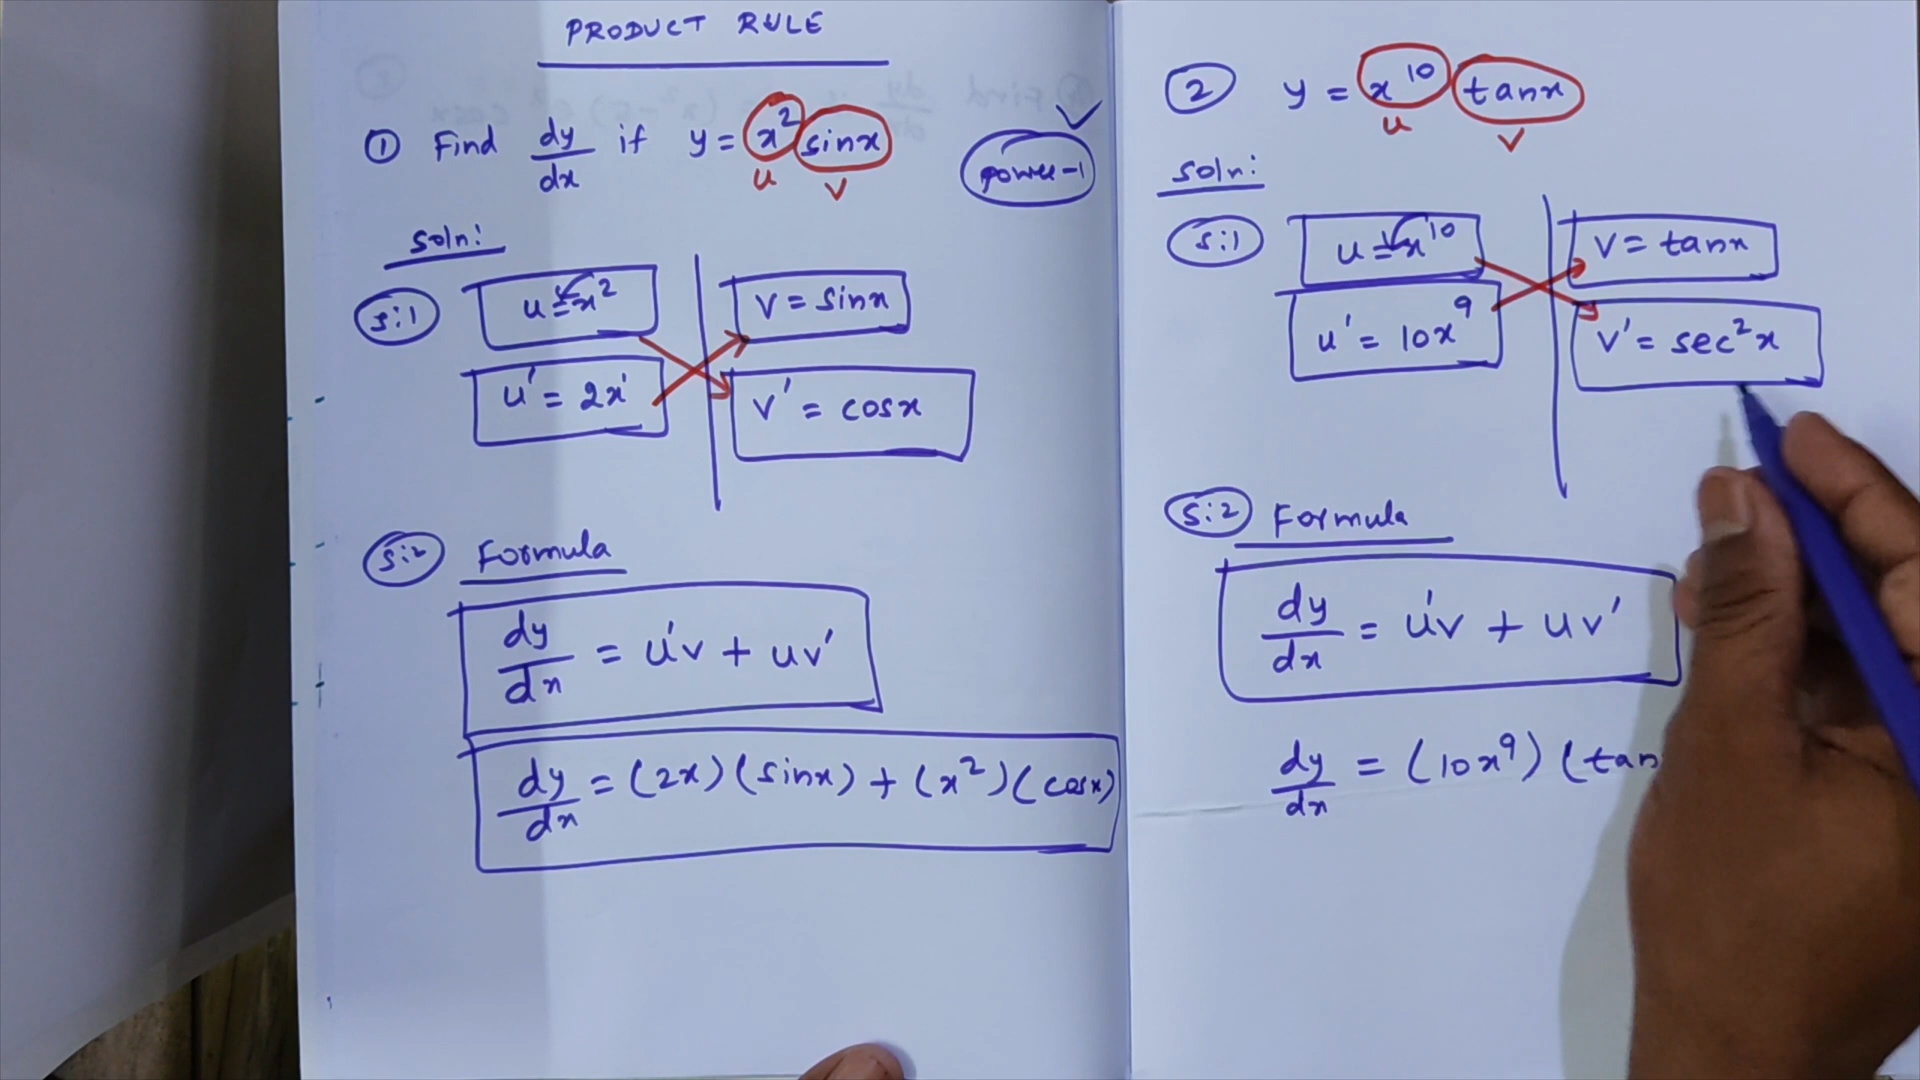 PRODUCT RULE
① Find dy/dx if y = x² sinx
u v
power-1
soln:
S:1 u = x² v = sinx
u' = 2x¹ v' = cosx
S:2 Formula
dy/dx = u'v + uv'
dy/dx = (2x)(sinx) + (x²)(cosx)
② y = x¹⁰ tanx
u v
soln:
S:1 u = x¹⁰ v = tanx
u' = 10x⁹ v' = sec²x
S:2 Formula
dy/dx = u'v + uv'
dy/dx = (10x⁹)(tan